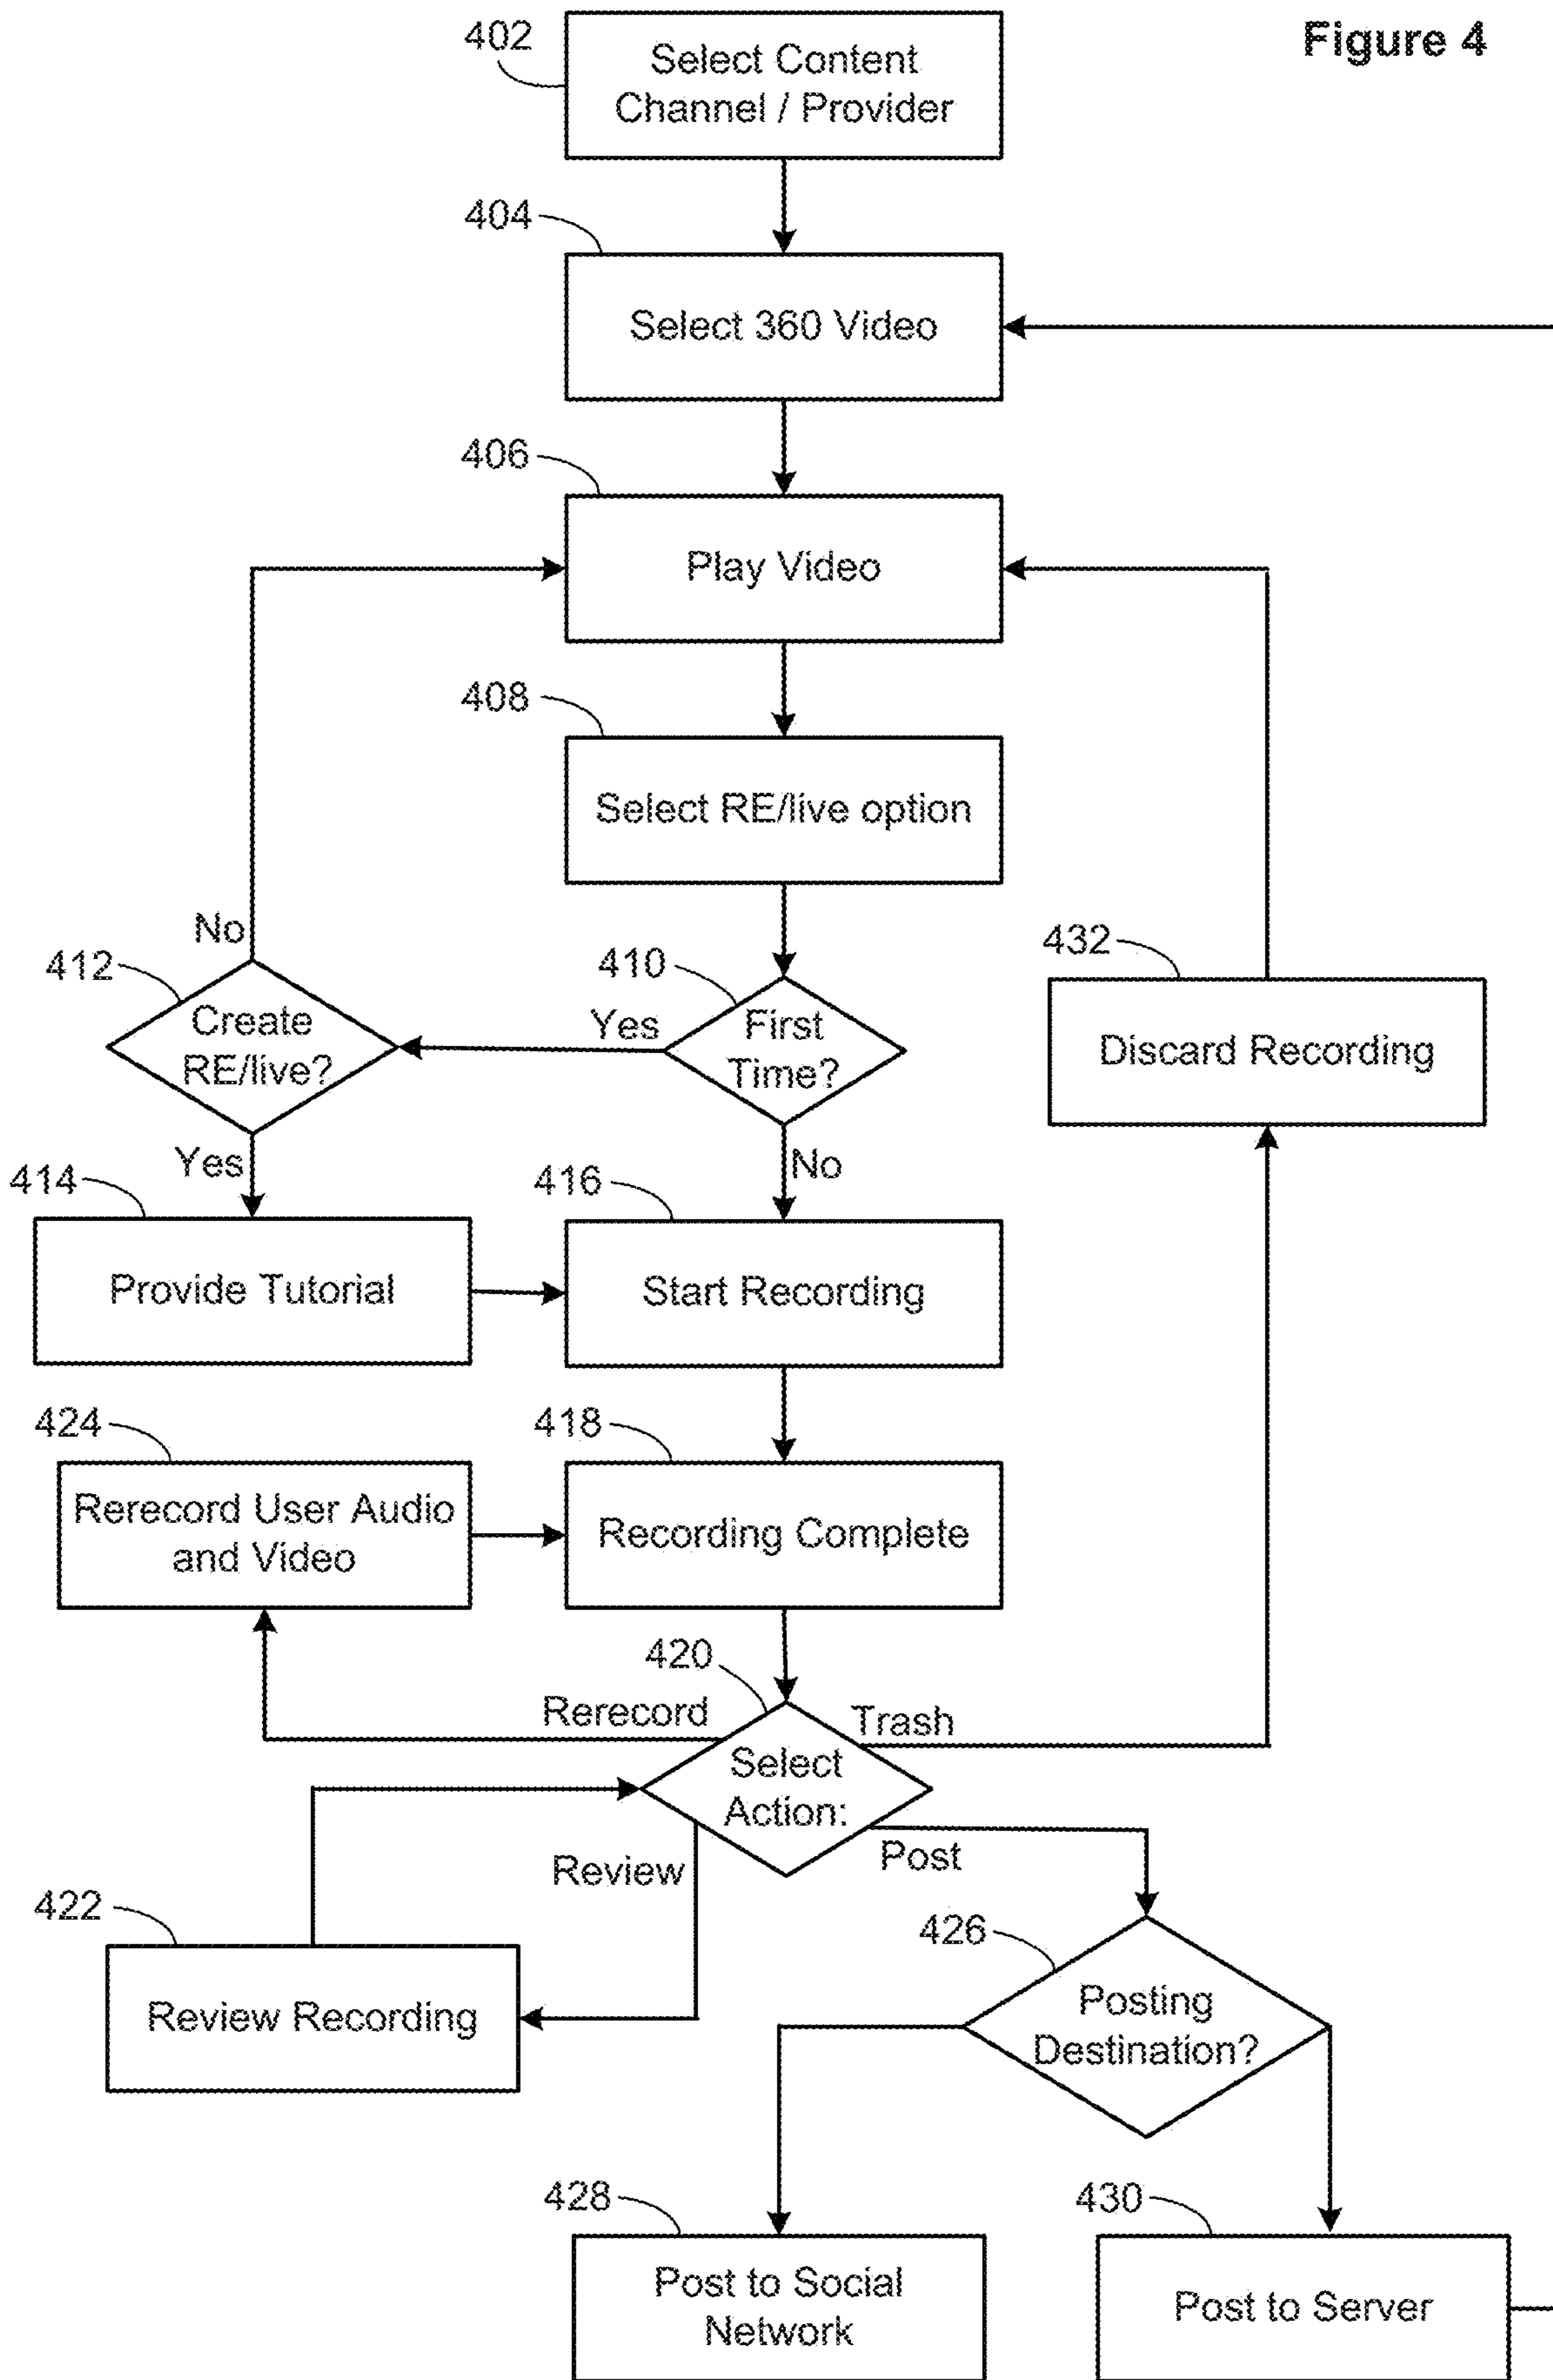 Figure 4
402
Select Content
Channel / Provider
404
Select 360 Video
406
Play Video
408
Select RE/live option
No
412
Create
RE/live?
Yes
410
First
Time?
432
Discard Recording
Yes
No
414
Provide Tutorial
416
Start Recording
424
Rerecord User Audio
and Video
418
Recording Complete
420
Rerecord
Trash
Select
Action:
Review
Post
422
Review Recording
426
Posting
Destination?
428
Post to Social
Network
430
Post to Server